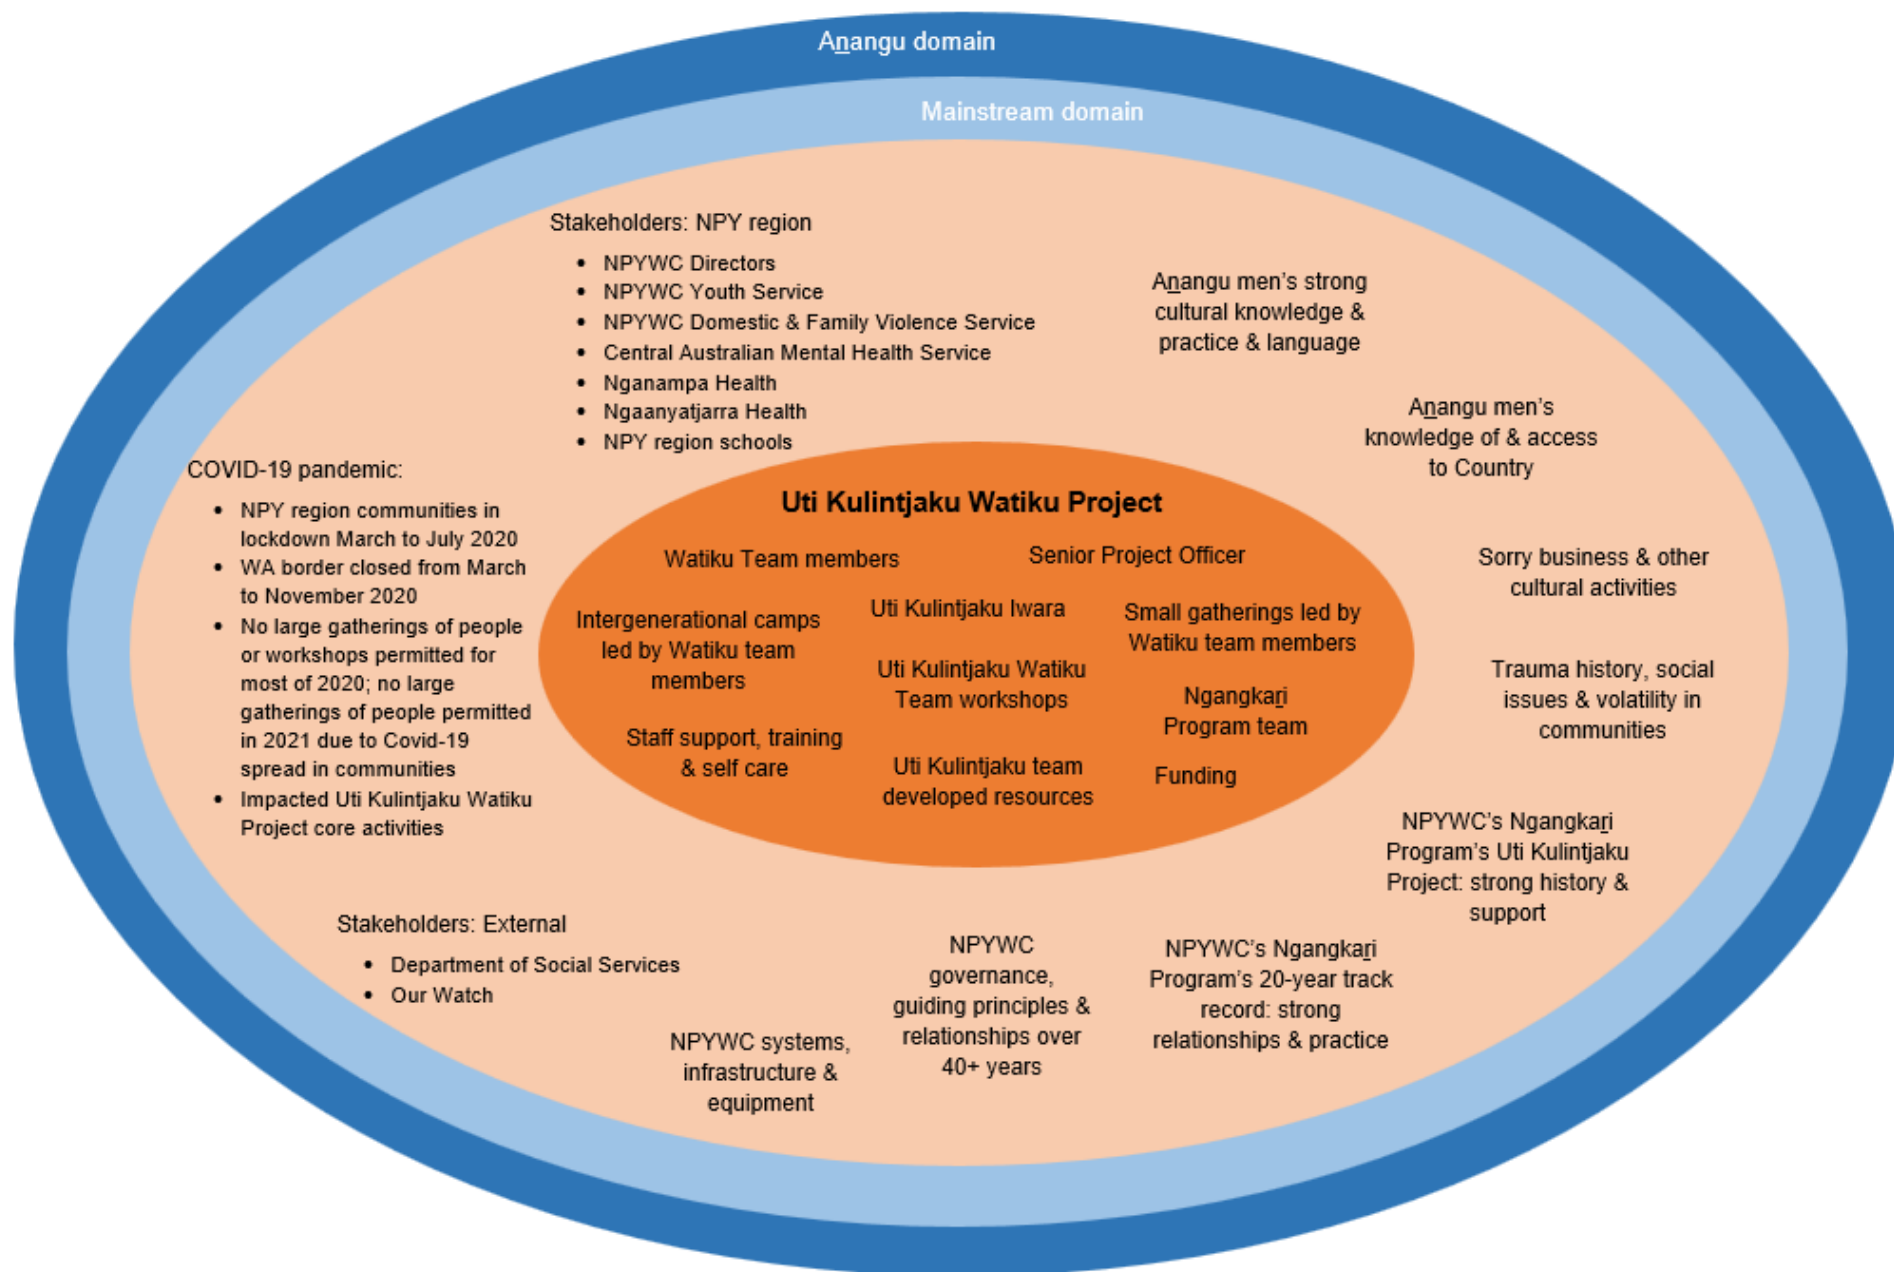 Aṉangu domain
Mainstream domain
Stakeholders: NPY region
• NPYWC Directors
• NPYWC Youth Service
• NPYWC Domestic & Family Violence Service
• Central Australian Mental Health Service
• Nganampa Health
• Ngaanyatjarra Health
• NPY region schools
Aṉangu men's strong
cultural knowledge &
practice & language
Aṉangu men's
knowledge of & access
to Country
Sorry business & other
cultural activities
Trauma history, social
issues & volatility in
communities
NPYWC's Ngangkaṟi
Program's Uti Kulintjaku
Project: strong history &
support
NPYWC's Ngangkaṟi
Program's 20-year track
record: strong
relationships & practice
NPYWC
governance,
guiding principles &
relationships over
40+ years
NPYWC systems,
infrastructure &
equipment
Stakeholders: External
• Department of Social Services
• Our Watch
COVID-19 pandemic:
• NPY region communities in
lockdown March to July 2020
• WA border closed from March
to November 2020
• No large gatherings of people
or workshops permitted for
most of 2020; no large
gatherings of people permitted
in 2021 due to Covid-19
spread in communities
• Impacted Uti Kulintjaku Watiku
Project core activities
Uti Kulintjaku Watiku Project
Watiku Team members
Senior Project Officer
Intergenerational camps
led by Watiku team
members
Uti Kulintjaku Iwara
Small gatherings led by
Watiku team members
Uti Kulintjaku Watiku
Team workshops
Ngangkaṟi
Program team
Staff support, training
& self care
Uti Kulintjaku team
developed resources
Funding